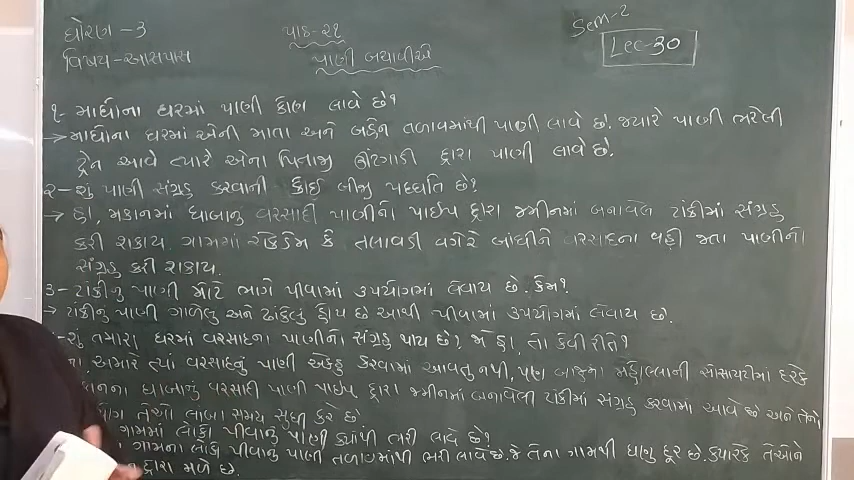 ધોરણ - ૩
પાઠ - ૨૧
Sem-2
વિષય - આસપાસ
પાણી બચાવીએ
Lec-30
૧ - માધીના ઘરમાં પાણી કોણ લાવે છે?
→ માધીના ઘરમાં એની માતા અને બહેન તળાવમાંથી પાણી લાવે છે. જ્યારે પાણી ભરેલી
ટ્રેન આવે ત્યારે એના પિતાજી ઊંટગાડી દ્વારા પાણી લાવે છે.
૨ - શું પાણી સંગ્રહ કરવાની કોઈ બીજી પદ્ધતિ છે?
→ હા, મકાનમાં ધાબાનું વરસાદી પાણીનો પાઈપ દ્વારા જમીનમાં બનાવેલ ટાંકીમાં સંગ્રહ
કરી શકાય. ગામમાં ચેકડેમ કે તલાવડી વગેરે બાંધીને વરસાદના વહી જતા પાણીનો
સંગ્રહ કરી શકાય.
૩ - ટાંકીનું પાણી મોટે ભાગે પીવામાં ઉપયોગમાં લેવાય છે. કેમ?
→ ટાંકીનું પાણી ગાળેલું અને ઢાંકેલું હોય છે આથી પીવામાં ઉપયોગમાં લેવાય છે.
- શું તમારા ઘરમાં વરસાદના પાણીનો સંગ્રહ થાય છે? જો હા, તો કેવી રીતે?
ના, અમારે ત્યાં વરસાદનું પાણી એકઠું કરવામાં આવતું નથી, પણ બાજુના મહોલ્લાની સોસાયટીમાં દરેક
ધાબાનું વરસાદી પાણી પાઈપ દ્વારા જમીનમાં બનાવેલી ટાંકીમાં સંગ્રહ કરવામાં આવે છે અને તેનો
તેઓ લાંબા સમય સુધી કરે છે.
ગામમાં લોકો પીવાનું પાણી ક્યાંથી ભરી લાવે છે?
ગામના લોકો પીવાનું પાણી તળાવમાંથી ભરી લાવે છે. જે તેના ગામથી ઘણું દૂર છે. ક્યારેક તેઓને
દ્વારા મળે છે.